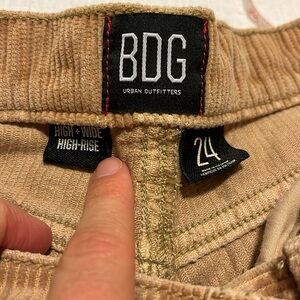 BDG
URBAN OUTFITTERS
HIGH + WIDE
HIGH-RISE
24